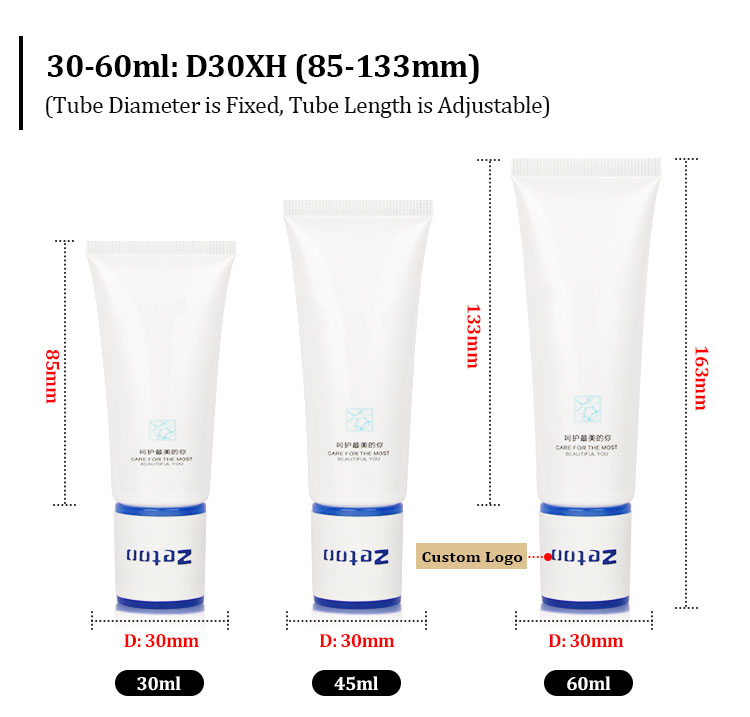 30-60ml: D30XH (85-133mm)
(Tube Diameter is Fixed, Tube Length is Adjustable)
85mm
133mm
163mm
呵护最美的你
CARE FOR THE MOST
BEAUTIFUL YOU
呵护最美的你
CARE FOR THE MOST
BEAUTIFUL YOU
呵护最美的你
CARE FOR THE MOST
BEAUTIFUL YOU
Zeton
Zeton
Custom Logo
Zeton
D: 30mm
D: 30mm
D: 30mm
30ml
45ml
60ml